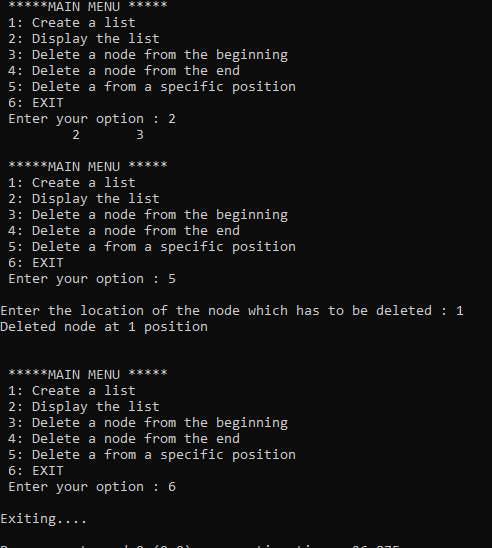 *****MAIN MENU *****
1: Create a list
2: Display the list
3: Delete a node from the beginning
4: Delete a node from the end
5: Delete a from a specific position
6: EXIT
Enter your option : 2
2 3
*****MAIN MENU *****
1: Create a list
2: Display the list
3: Delete a node from the beginning
4: Delete a node from the end
5: Delete a from a specific position
6: EXIT
Enter your option : 5
Enter the location of the node which has to be deleted : 1
Deleted node at 1 position
*****MAIN MENU *****
1: Create a list
2: Display the list
3: Delete a node from the beginning
4: Delete a node from the end
5: Delete a from a specific position
6: EXIT
Enter your option : 6
Exiting....